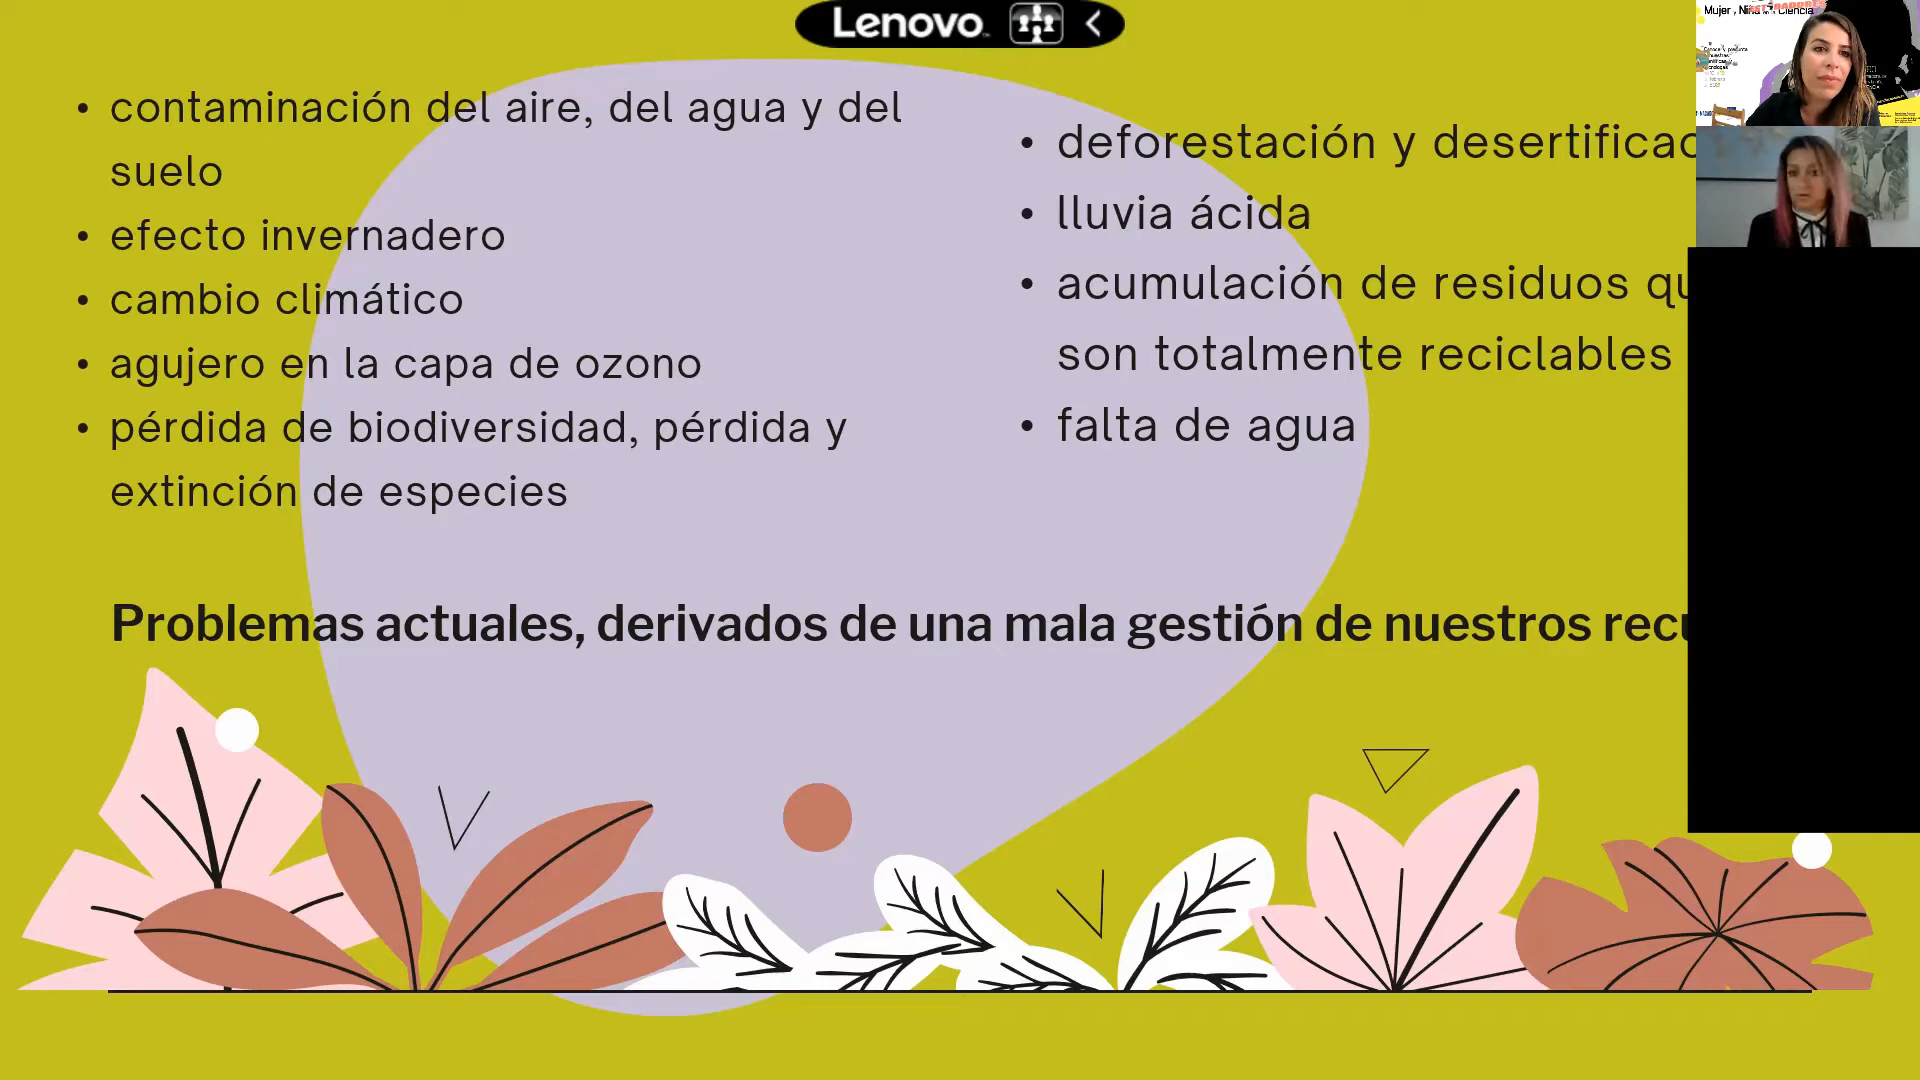 Lenovo
contaminación del aire, del agua y del
suelo
efecto invernadero
cambio climático
agujero en la capa de ozono
pérdida de biodiversidad, pérdida y
extinción de especies
deforestación y desertificac
lluvia ácida
acumulación de residuos qu
son totalmente reciclables
falta de agua
Problemas actuales, derivados de una mala gestión de nuestros recu
Mujer
Ciencia